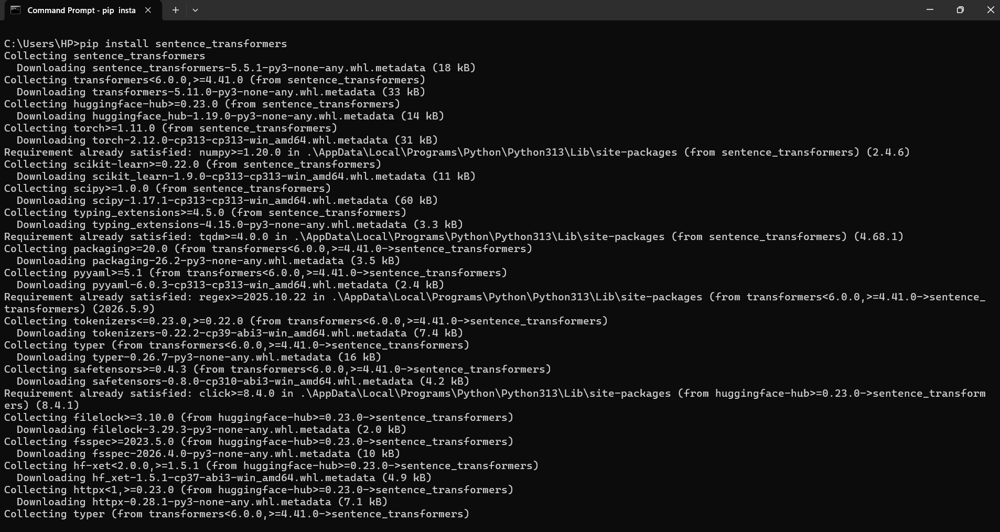 Command Prompt - pip  insta
C:\Users\HP>pip install sentence_transformers
Collecting sentence_transformers
  Downloading sentence_transformers-5.5.1-py3-none-any.whl.metadata (18 kB)
Collecting transformers<6.0.0,>=4.41.0 (from sentence_transformers)
  Downloading transformers-5.11.0-py3-none-any.whl.metadata (33 kB)
Collecting huggingface-hub>=0.23.0 (from sentence_transformers)
  Downloading huggingface_hub-1.19.0-py3-none-any.whl.metadata (14 kB)
Collecting torch>=1.11.0 (from sentence_transformers)
  Downloading torch-2.12.0-cp313-cp313-win_amd64.whl.metadata (31 kB)
Requirement already satisfied: numpy>=1.20.0 in .\AppData\Local\Programs\Python\Python313\Lib\site-packages (from sentence_transformers) (2.4.6)
Collecting scikit-learn>=0.22.0 (from sentence_transformers)
  Downloading scikit_learn-1.9.0-cp313-cp313-win_amd64.whl.metadata (11 kB)
Collecting scipy>=1.0.0 (from sentence_transformers)
  Downloading scipy-1.17.1-cp313-cp313-win_amd64.whl.metadata (60 kB)
Collecting typing_extensions>=4.5.0 (from sentence_transformers)
  Downloading typing_extensions-4.15.0-py3-none-any.whl.metadata (3.3 kB)
Requirement already satisfied: tqdm>=4.0.0 in .\AppData\Local\Programs\Python\Python313\Lib\site-packages (from sentence_transformers) (4.68.1)
Collecting packaging>=20.0 (from transformers<6.0.0,>=4.41.0->sentence_transformers)
  Downloading packaging-26.2-py3-none-any.whl.metadata (3.5 kB)
Collecting pyyaml>=5.1 (from transformers<6.0.0,>=4.41.0->sentence_transformers)
  Downloading pyyaml-6.0.3-cp313-cp313-win_amd64.whl.metadata (2.4 kB)
Requirement already satisfied: regex>=2025.10.22 in .\AppData\Local\Programs\Python\Python313\Lib\site-packages (from transformers<6.0.0,>=4.41.0->sentence_
transformers) (2026.5.9)
Collecting tokenizers<=0.23.0,>=0.22.0 (from transformers<6.0.0,>=4.41.0->sentence_transformers)
  Downloading tokenizers-0.22.2-cp39-abi3-win_amd64.whl.metadata (7.4 kB)
Collecting typer (from transformers<6.0.0,>=4.41.0->sentence_transformers)
  Downloading typer-0.26.7-py3-none-any.whl.metadata (16 kB)
Collecting safetensors>=0.4.3 (from transformers<6.0.0,>=4.41.0->sentence_transformers)
  Downloading safetensors-0.8.0-cp310-abi3-win_amd64.whl.metadata (4.2 kB)
Requirement already satisfied: click>=8.4.0 in .\AppData\Local\Programs\Python\Python313\Lib\site-packages (from huggingface-hub>=0.23.0->sentence_transform
ers) (8.4.1)
Collecting filelock>=3.10.0 (from huggingface-hub>=0.23.0->sentence_transformers)
  Downloading filelock-3.29.3-py3-none-any.whl.metadata (2.0 kB)
Collecting fsspec>=2023.5.0 (from huggingface-hub>=0.23.0->sentence_transformers)
  Downloading fsspec-2026.4.0-py3-none-any.whl.metadata (10 kB)
Collecting hf-xet<2.0.0,>=1.5.1 (from huggingface-hub>=0.23.0->sentence_transformers)
  Downloading hf_xet-1.5.1-cp37-abi3-win_amd64.whl.metadata (4.9 kB)
Collecting httpx<1,>=0.23.0 (from huggingface-hub>=0.23.0->sentence_transformers)
  Downloading httpx-0.28.1-py3-none-any.whl.metadata (7.1 kB)
Collecting typer (from transformers<6.0.0,>=4.41.0->sentence_transformers)